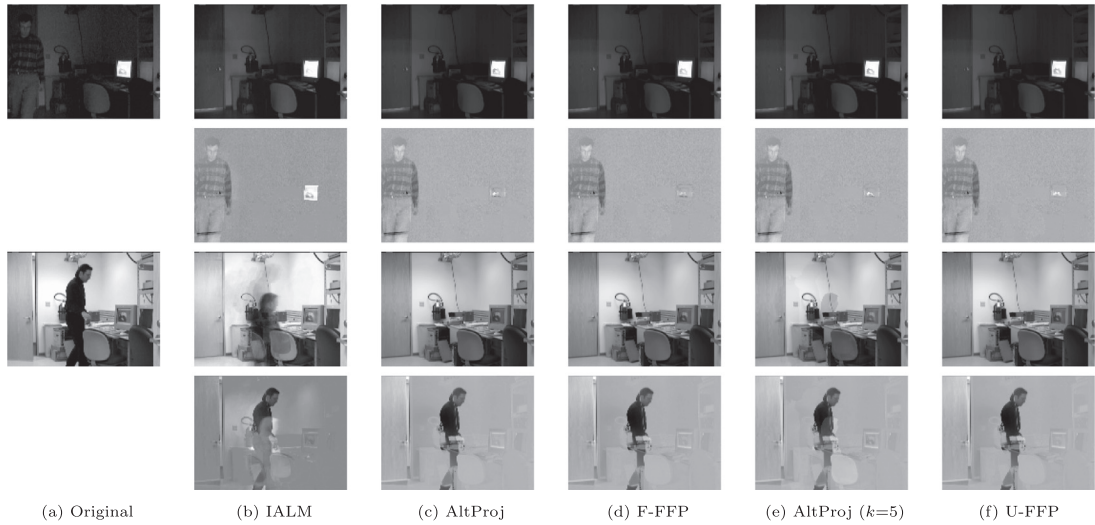 (a) Original
(b) IALM
(c) AltProj
(d) F-FFP
(e) AltProj (k=5)
(f) U-FFP